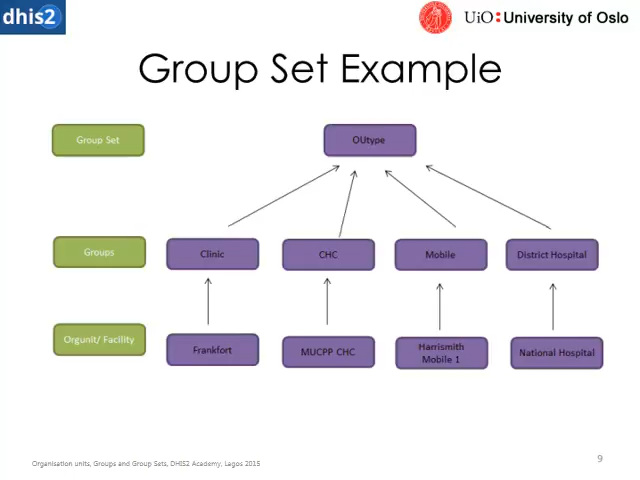 dhis2
UiO : University of Oslo
Group Set Example
Group Set
OUtype
Groups
Clinic
CHC
Mobile
District Hospital
Orgunit/ Facility
Frankfort
MUCPP CHC
Harrismith
Mobile 1
National Hospital
Organisation units, Groups and Group Sets, DHIS2 Academy, Lagos 2015
9